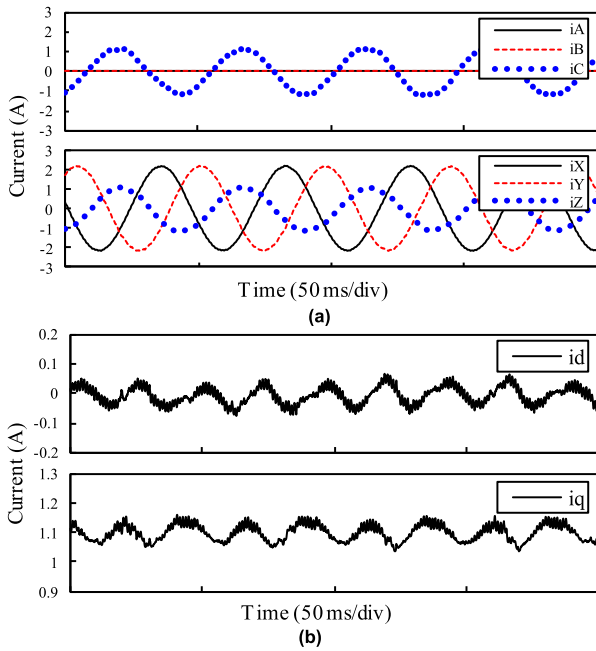 3
2
1
0
-1
-2
-3
iA
iB
iC
Current (A)
3
2
1
0
-1
-2
3
iX
iY
iZ
Time (50 ms/div)
(a)
0.2
0.1
0
-0.1
-0.2
id
Current (A)
1.3
1.2
1.1
1
0.9
iq
Time (50 ms/div)
(b)